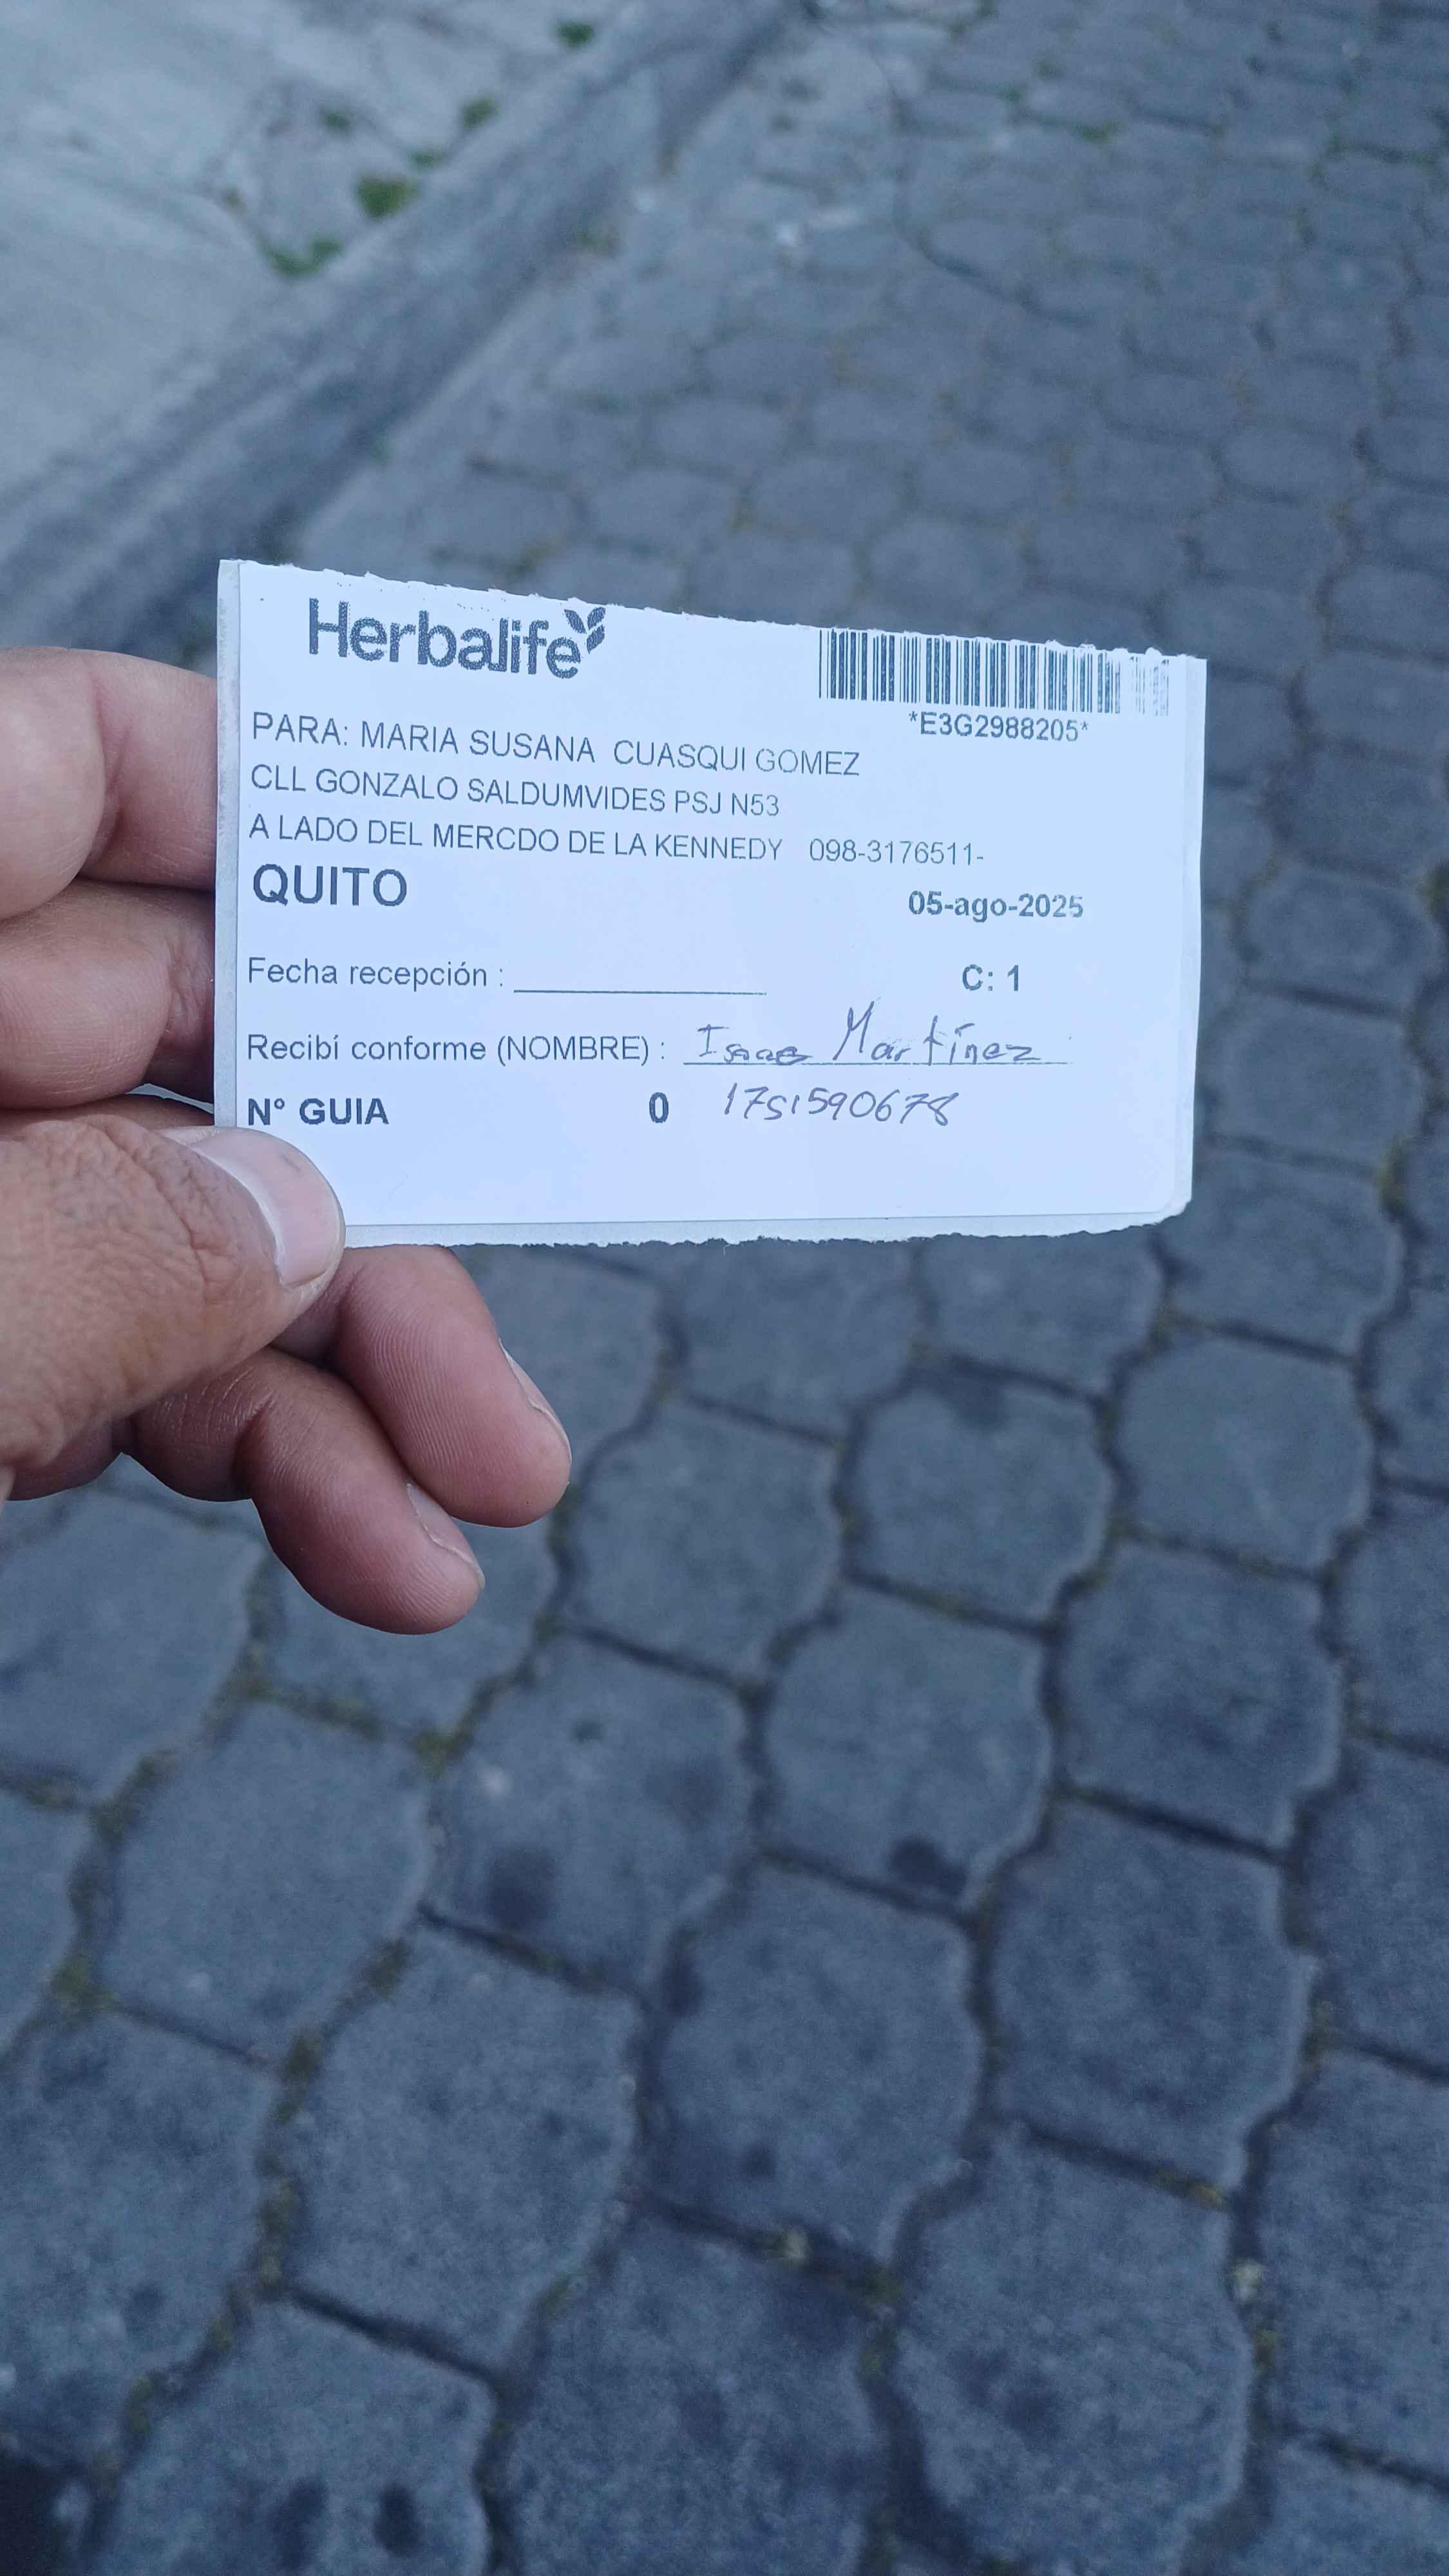 Herbalife
*E3G2988205*
PARA: MARIA SUSANA CUASQUI GOMEZ
CLL GONZALO SALDUMVIDES PSJ N53
A LADO DEL MERCDO DE LA KENNEDY 098-3176511-
QUITO
05-ago-2025
Fecha recepción :
C: 1
Recibí conforme (NOMBRE) : Isaac Martínez
N° GUIA 0 1751590678